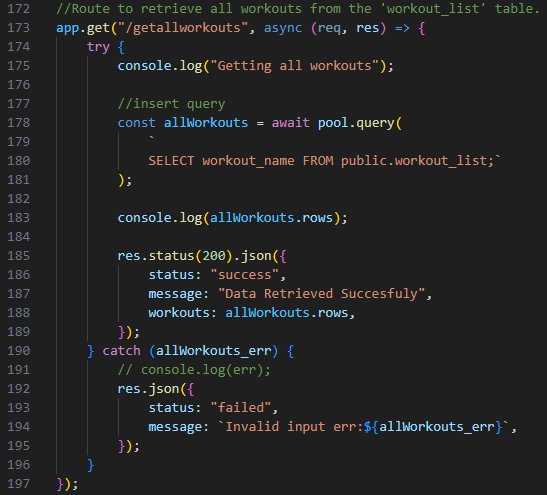 172 //Route to retrieve all workouts from the 'workout_list' table.
173 app.get("/getallworkouts", async (req, res) => {
174     try {
175         console.log("Getting all workouts");
176
177         //insert query
178         const allWorkouts = await pool.query(
179             `
180             SELECT workout_name FROM public.workout_list;`
181         );
182
183         console.log(allWorkouts.rows);
184
185         res.status(200).json({
186             status: "success",
187             message: "Data Retrieved Succesfuly",
188             workouts: allWorkouts.rows,
189         });
190     } catch (allWorkouts_err) {
191         // console.log(err);
192         res.json({
193             status: "failed",
194             message: `Invalid input err:${allWorkouts_err}`,
195         });
196     }
197 });